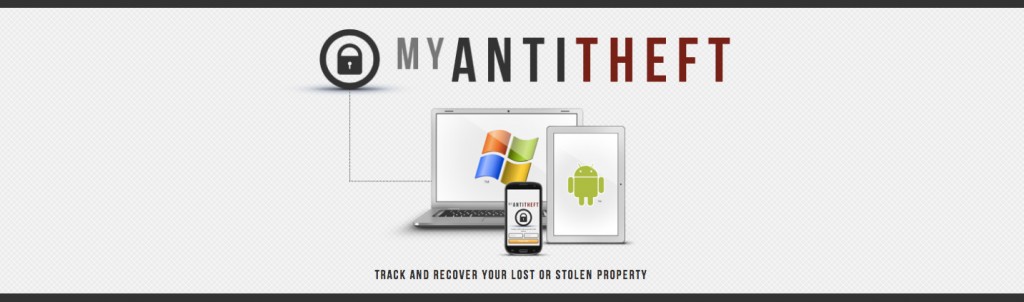 MYANTITHEFT
MYANTITHEFT
TRACK AND RECOVER YOUR LOST OR STOLEN PROPERTY